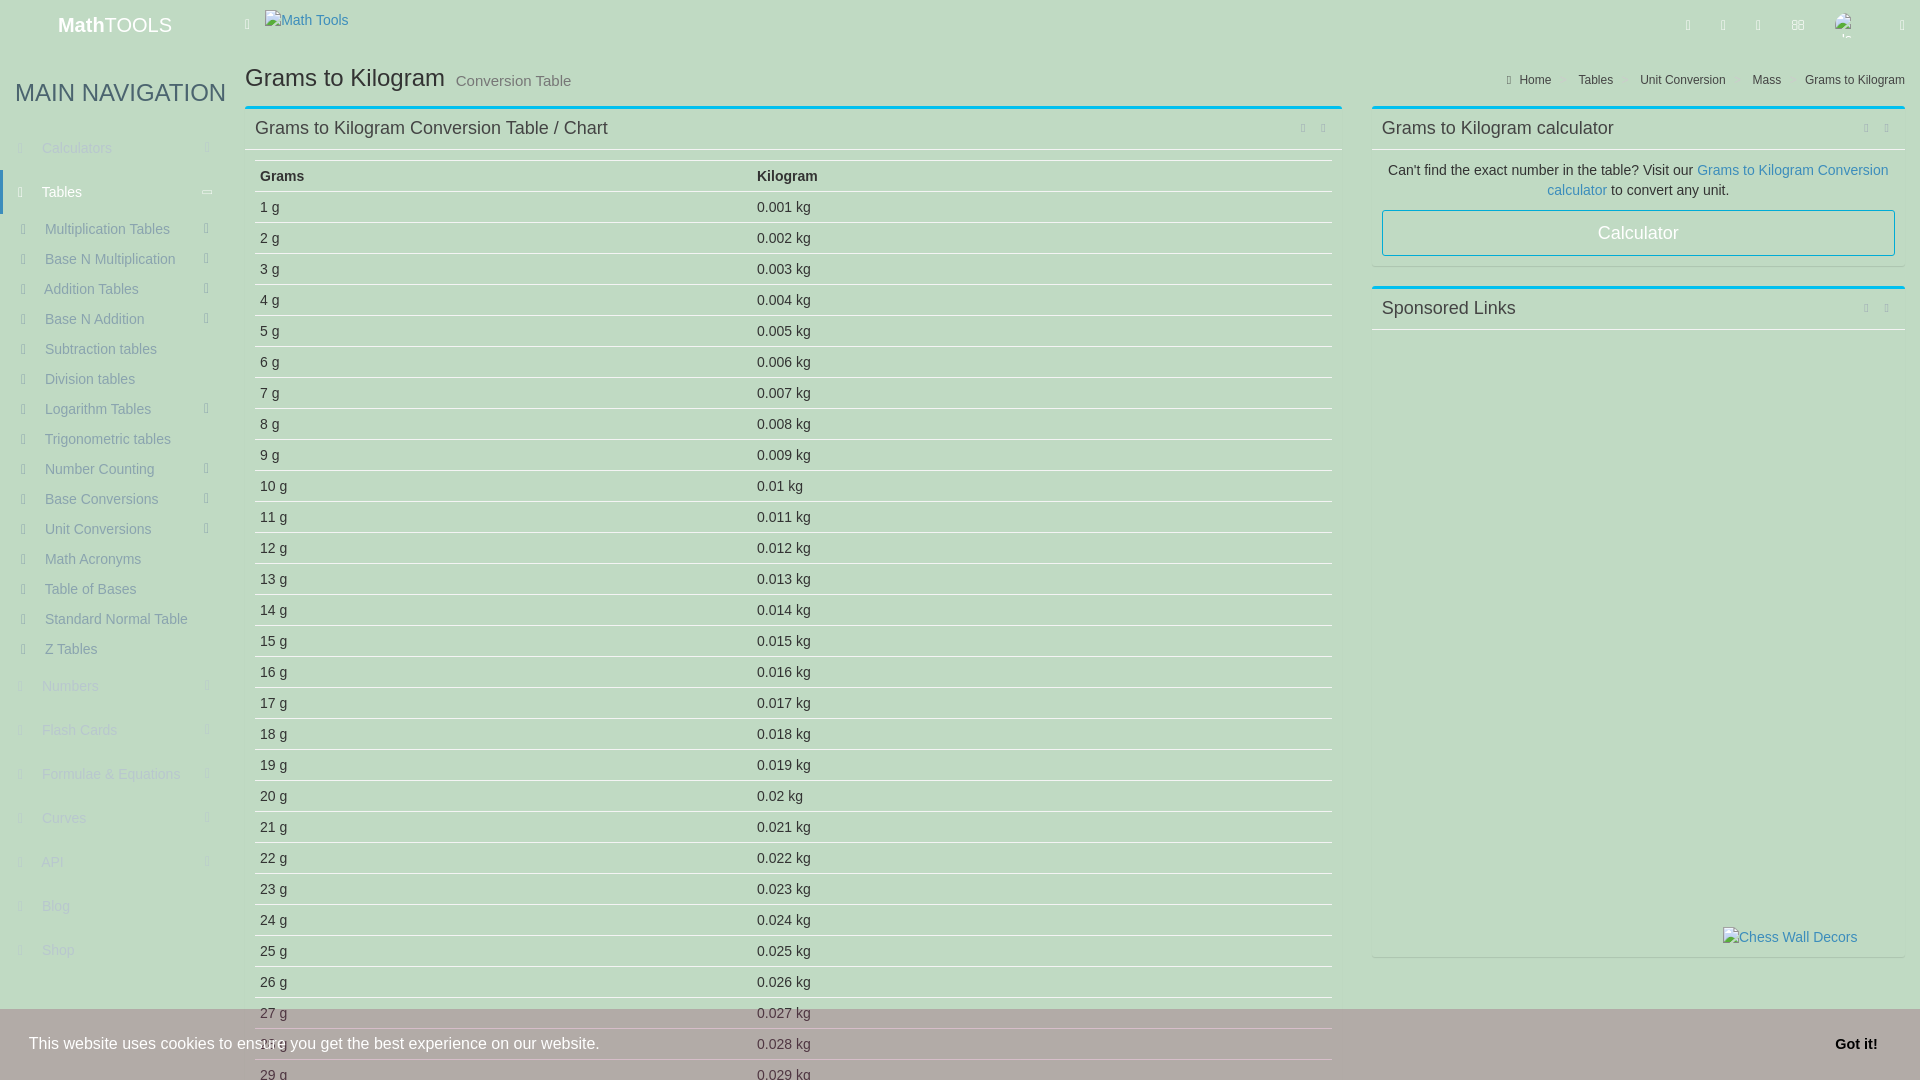 MathTOOLS
Math Tools
MAIN NAVIGATION
Calculators
Tables
Multiplication Tables
Base N Multiplication
Addition Tables
Base N Addition
Subtraction tables
Division tables
Logarithm Tables
Trigonometric tables
Number Counting
Base Conversions
Unit Conversions
Math Acronyms
Table of Bases
Standard Normal Table
Z Tables
Numbers
Flash Cards
Formulae & Equations
Curves
API
Blog
Shop
Grams to Kilogram Conversion Table
Home Tables Unit Conversion Mass Grams to Kilogram
Grams to Kilogram Conversion Table / Chart
Grams Kilogram
1 g 0.001 kg
2 g 0.002 kg
3 g 0.003 kg
4 g 0.004 kg
5 g 0.005 kg
6 g 0.006 kg
7 g 0.007 kg
8 g 0.008 kg
9 g 0.009 kg
10 g 0.01 kg
11 g 0.011 kg
12 g 0.012 kg
13 g 0.013 kg
14 g 0.014 kg
15 g 0.015 kg
16 g 0.016 kg
17 g 0.017 kg
18 g 0.018 kg
19 g 0.019 kg
20 g 0.02 kg
21 g 0.021 kg
22 g 0.022 kg
23 g 0.023 kg
24 g 0.024 kg
25 g 0.025 kg
26 g 0.026 kg
27 g 0.027 kg
28 g 0.028 kg
29 g 0.029 kg
Grams to Kilogram calculator
Can't find the exact number in the table? Visit our Grams to Kilogram Conversion
calculator to convert any unit.
Calculator
Sponsored Links
Chess Wall Decors
This website uses cookies to ensure you get the best experience on our website.
Got it!